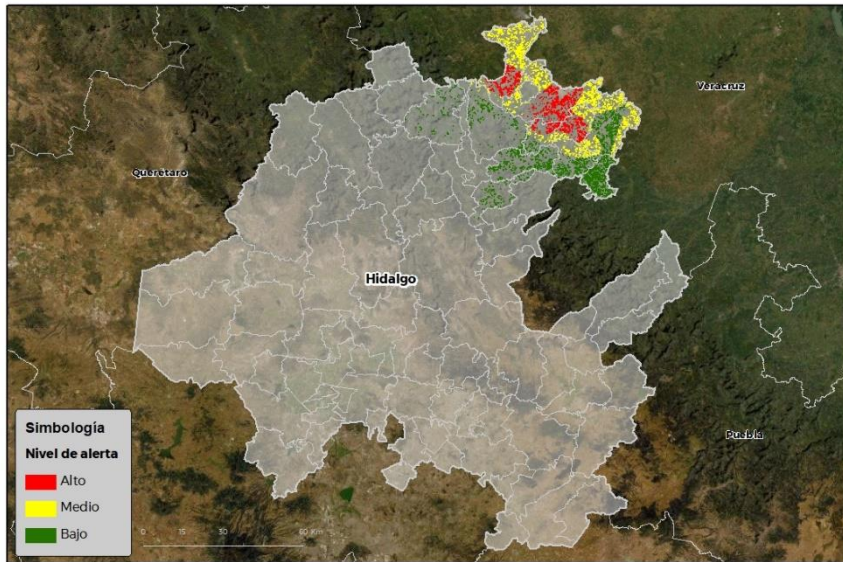 Veracruz
Querétaro
Hidalgo
Puebla
Simbología
Nivel de alerta
Alto
Medio
Bajo
0 15 30 60 Km